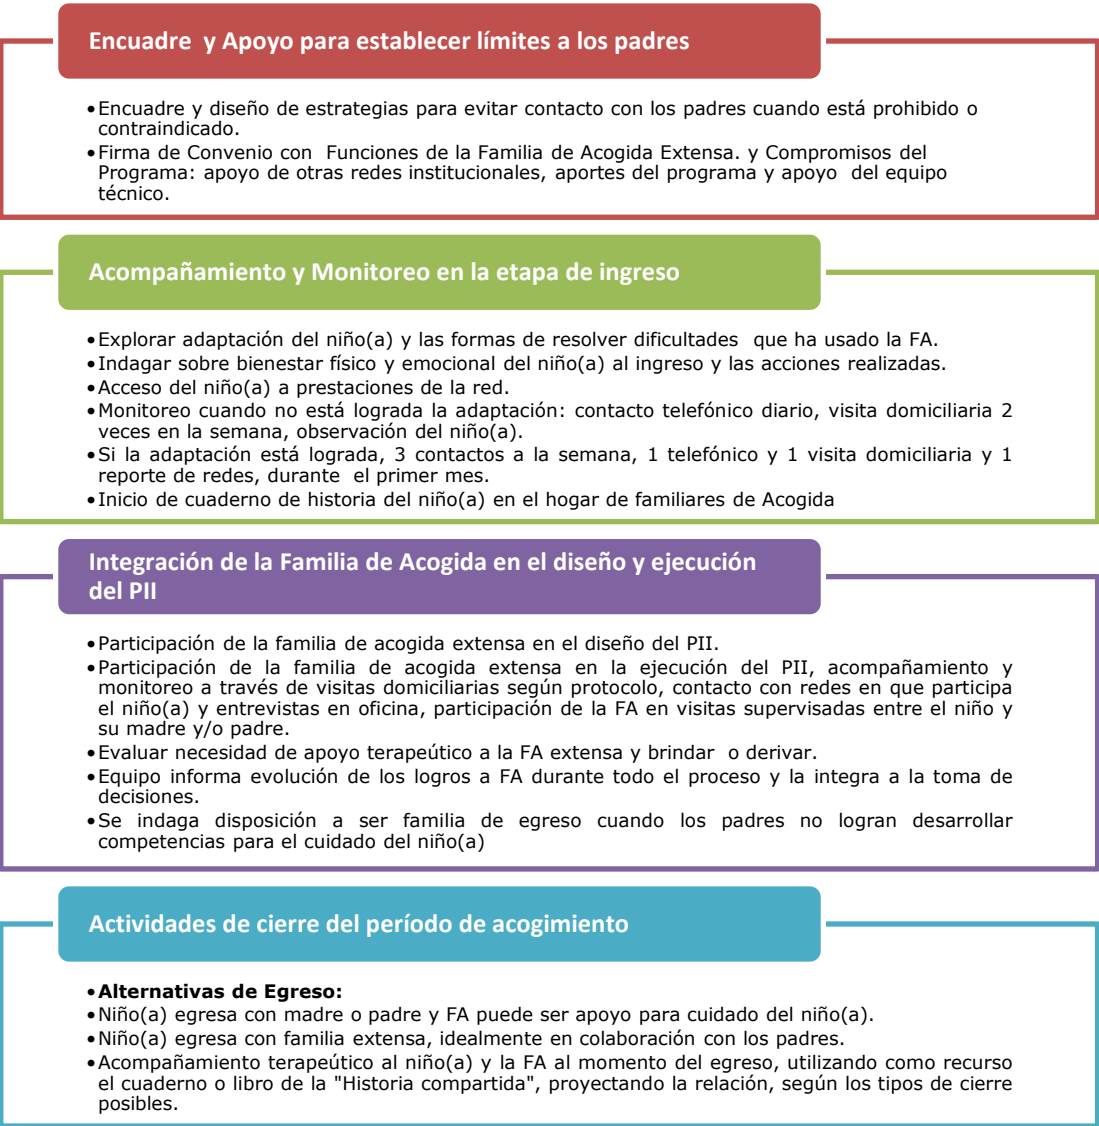 Encuadre  y Apoyo para establecer límites a los padres
•Encuadre y diseño de estrategias para evitar contacto con los padres cuando está prohibido o
contraindicado.
•Firma de Convenio con  Funciones de la Familia de Acogida Extensa. y Compromisos del
Programa: apoyo de otras redes institucionales, aportes del programa y apoyo  del equipo
técnico.
Acompañamiento y Monitoreo en la etapa de ingreso
•Explorar adaptación del niño(a) y las formas de resolver dificultades  que ha usado la FA.
•Indagar sobre bienestar físico y emocional del niño(a) al ingreso y las acciones realizadas.
•Acceso del niño(a) a prestaciones de la red.
•Monitoreo cuando no está lograda la adaptación: contacto telefónico diario, visita domiciliaria 2
veces en la semana, observación del niño(a).
•Si la adaptación está lograda, 3 contactos a la semana, 1 telefónico y 1 visita domiciliaria y 1
reporte de redes, durante  el primer mes.
•Inicio de cuaderno de historia del niño(a) en el hogar de familiares de Acogida
Integración de la Familia de Acogida en el diseño y ejecución
del PII
•Participación de la familia de acogida extensa en el diseño del PII.
•Participación de la familia de acogida extensa en la ejecución del PII, acompañamiento y
monitoreo a través de visitas domiciliarias según protocolo, contacto con redes en que participa
el niño(a) y entrevistas en oficina, participación de la FA en visitas supervisadas entre el niño y
su madre y/o padre.
•Evaluar necesidad de apoyo terapeútico a la FA extensa y brindar  o derivar.
•Equipo informa evolución de los logros a FA durante todo el proceso y la integra a la toma de
decisiones.
•Se indaga disposición a ser familia de egreso cuando los padres no logran desarrollar
competencias para el cuidado del niño(a)
Actividades de cierre del período de acogimiento
•Alternativas de Egreso:
•Niño(a) egresa con madre o padre y FA puede ser apoyo para cuidado del niño(a).
•Niño(a) egresa con familia extensa, idealmente en colaboración con los padres.
•Acompañamiento terapeútico al niño(a) y la FA al momento del egreso, utilizando como recurso
el cuaderno o libro de la "Historia compartida", proyectando la relación, según los tipos de cierre
posibles.